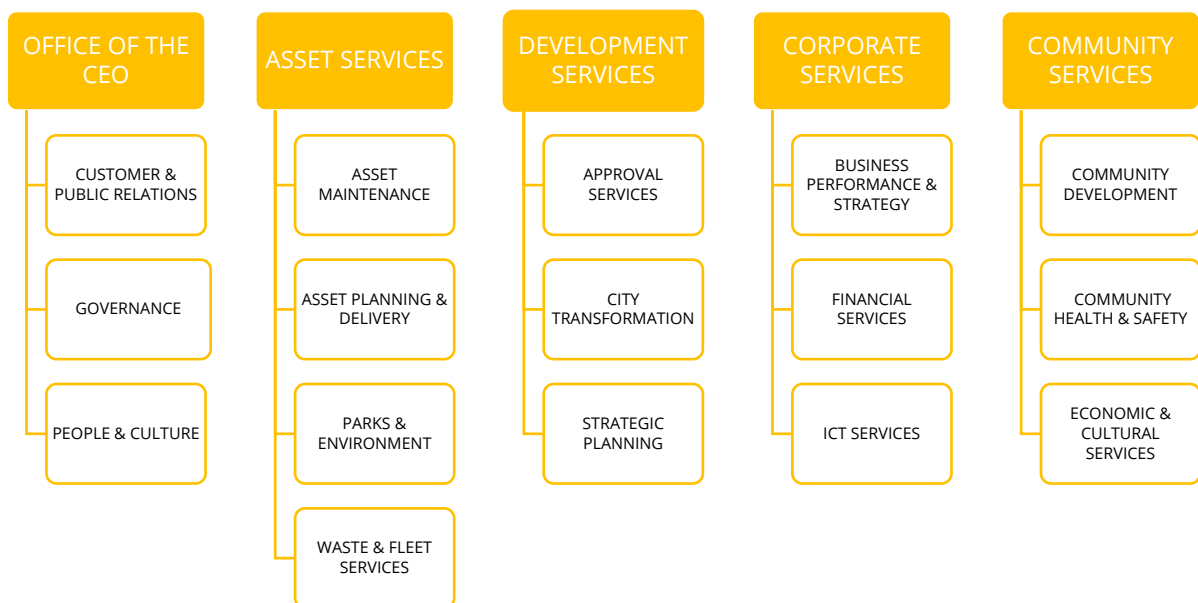 OFFICE OF THE
CEO
CUSTOMER &
PUBLIC RELATIONS
GOVERNANCE
PEOPLE & CULTURE
ASSET SERVICES
ASSET
MAINTENANCE
ASSET PLANNING &
DELIVERY
PARKS &
ENVIRONMENT
WASTE & FLEET
SERVICES
DEVELOPMENT
SERVICES
APPROVAL
SERVICES
CITY
TRANSFORMATION
STRATEGIC
PLANNING
CORPORATE
SERVICES
BUSINESS
PERFORMANCE &
STRATEGY
FINANCIAL
SERVICES
ICT SERVICES
COMMUNITY
SERVICES
COMMUNITY
DEVELOPMENT
COMMUNITY
HEALTH & SAFETY
ECONOMIC &
CULTURAL
SERVICES